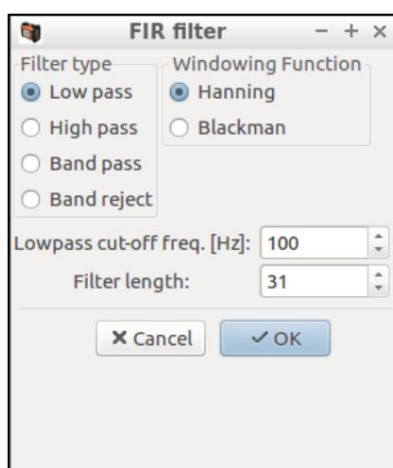 FIR filter
Filter type Windowing Function
Low pass Hanning
High pass Blackman
Band pass
Band reject
Lowpass cut-off freq. [Hz]: 100
Filter length: 31
Cancel OK